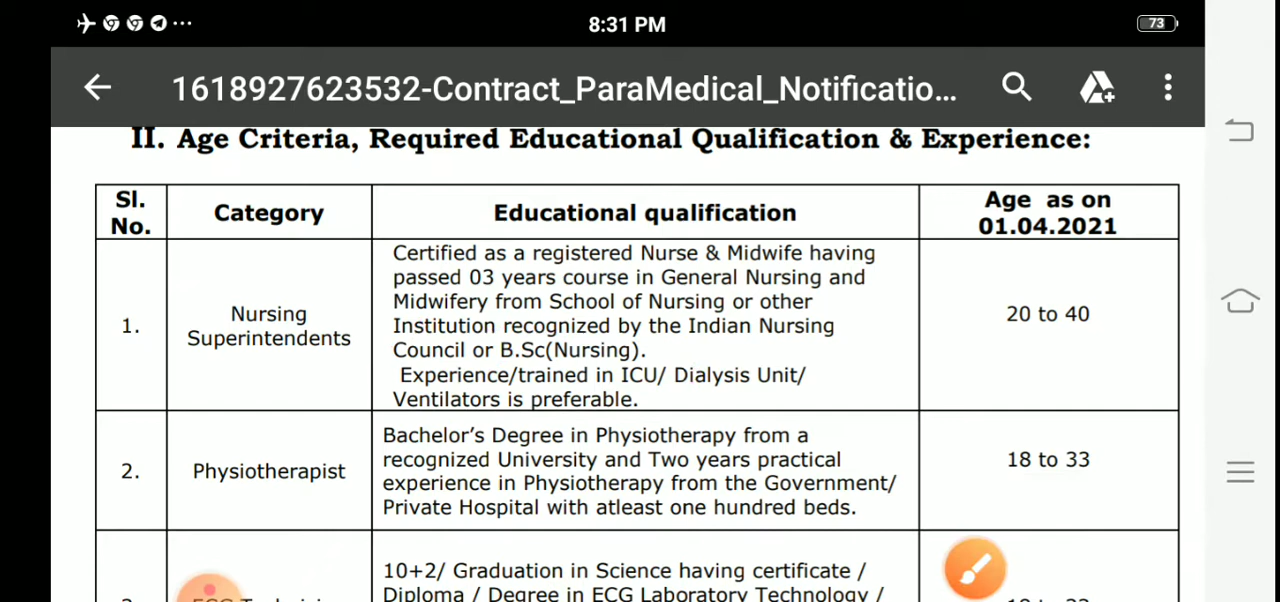 8:31 PM
73
1618927623532-Contract_ParaMedical_Notificatio...
II. Age Criteria, Required Educational Qualification & Experience:
Sl. No.
Category
Educational qualification
Age as on
01.04.2021
1.
Nursing
Superintendents
Certified as a registered Nurse & Midwife having
passed 03 years course in General Nursing and
Midwifery from School of Nursing or other
Institution recognized by the Indian Nursing
Council or B.Sc(Nursing).
Experience/trained in ICU/ Dialysis Unit/
Ventilators is preferable.
20 to 40
2.
Physiotherapist
Bachelor's Degree in Physiotherapy from a
recognized University and Two years practical
experience in Physiotherapy from the Government/
Private Hospital with atleast one hundred beds.
18 to 33
10+2/ Graduation in Science having certificate /
Diploma / Degree in ECG Laboratory Technology /